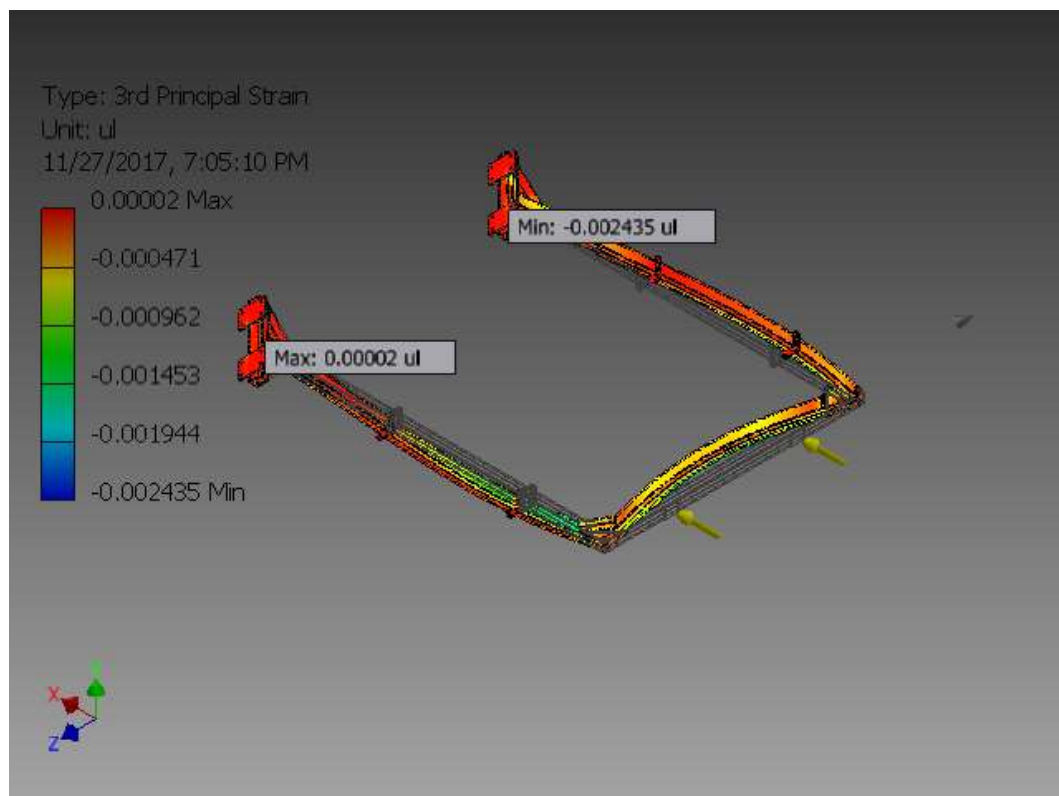 Type: 3rd Principal Strain
Unit: ul
11/27/2017, 7:05:10 PM
0.00002 Max
-0.000471
-0.000962
-0.001453
-0.001944
-0.002435 Min
Min: -0.002435 ul
Max: 0.00002 ul
X
Z